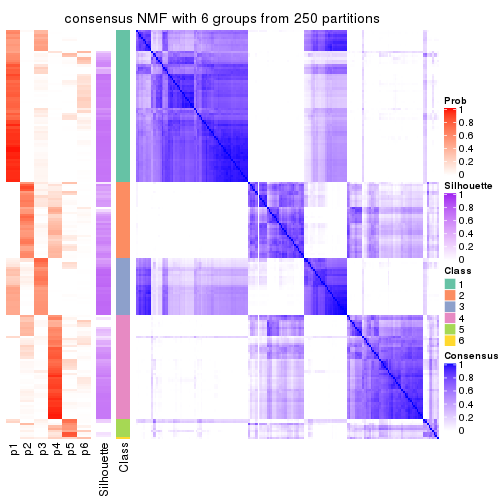 consensus NMF with 6 groups from 250 partitions
Prob
1
0.8
0.6
0.4
0.2
0
Silhouette
1
0.8
0.6
0.4
0.2
0
Class
1
2
3
4
5
6
Consensus
1
0.8
0.6
0.4
0.2
0
p1
p2
p3
p4
p5
p6
Silhouette
Class